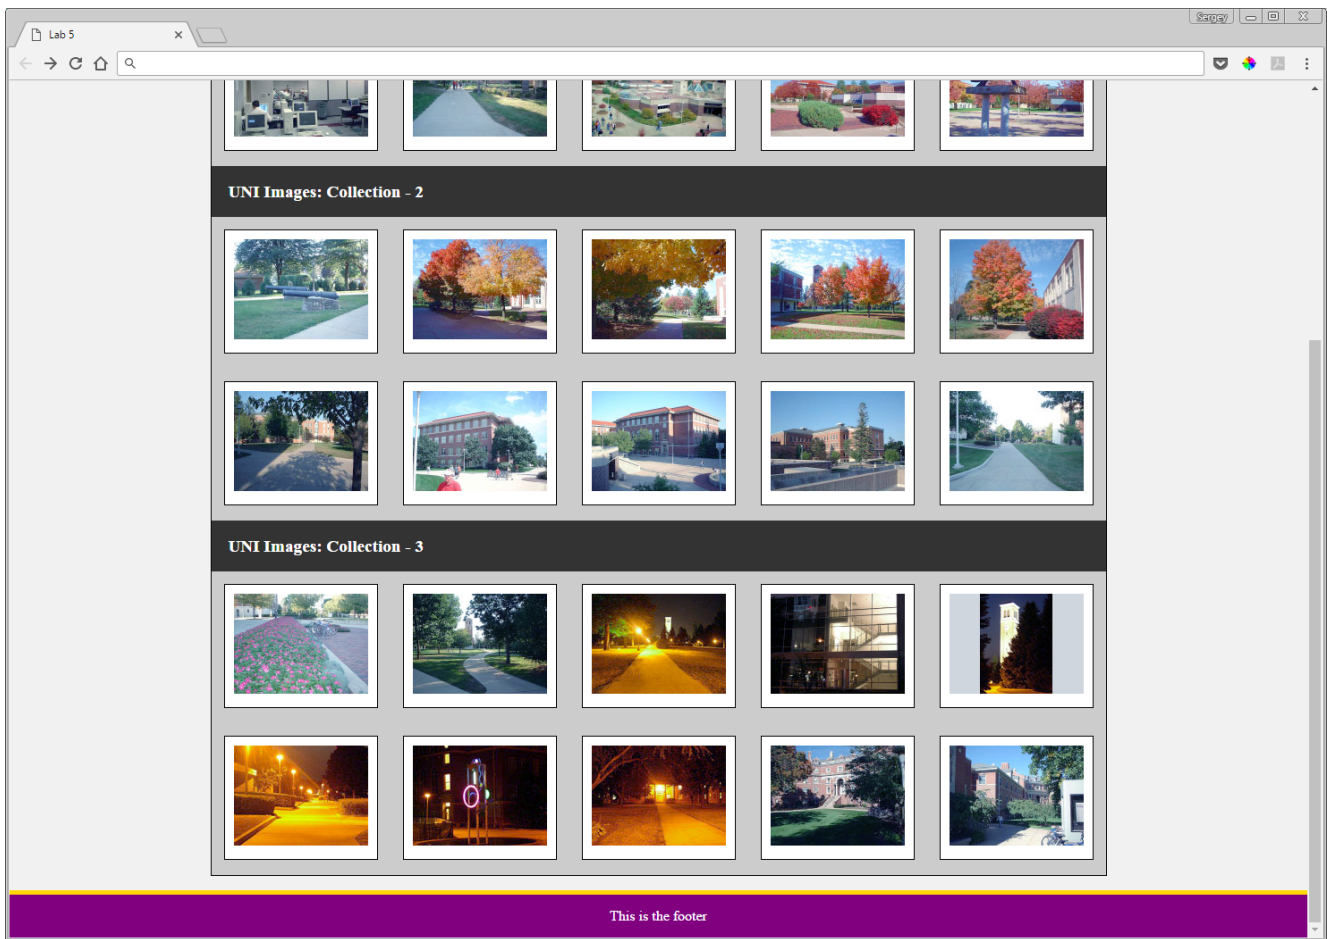 Sergey
Lab 5
UNI Images: Collection - 2
UNI Images: Collection - 3
This is the footer